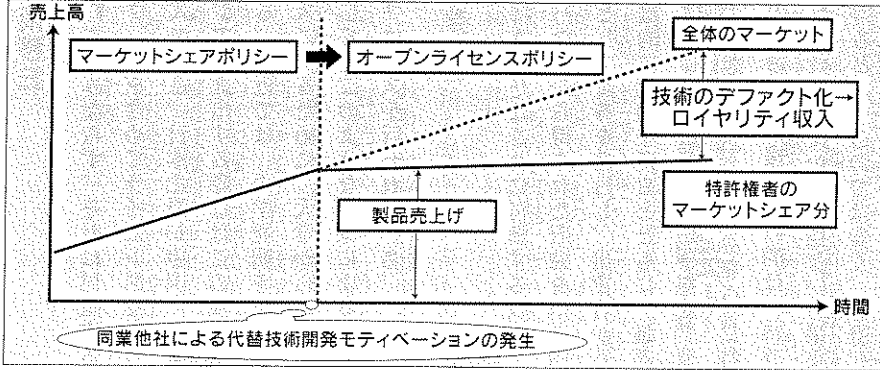 売上高
マーケットシェアポリシー
オープンライセンスポリシー
全体のマーケット
技術のデファクト化→
ロイヤリティ収入
製品売上げ
特許権者の
マーケットシェア分
時間
同業他社による代替技術開発モティベーションの発生